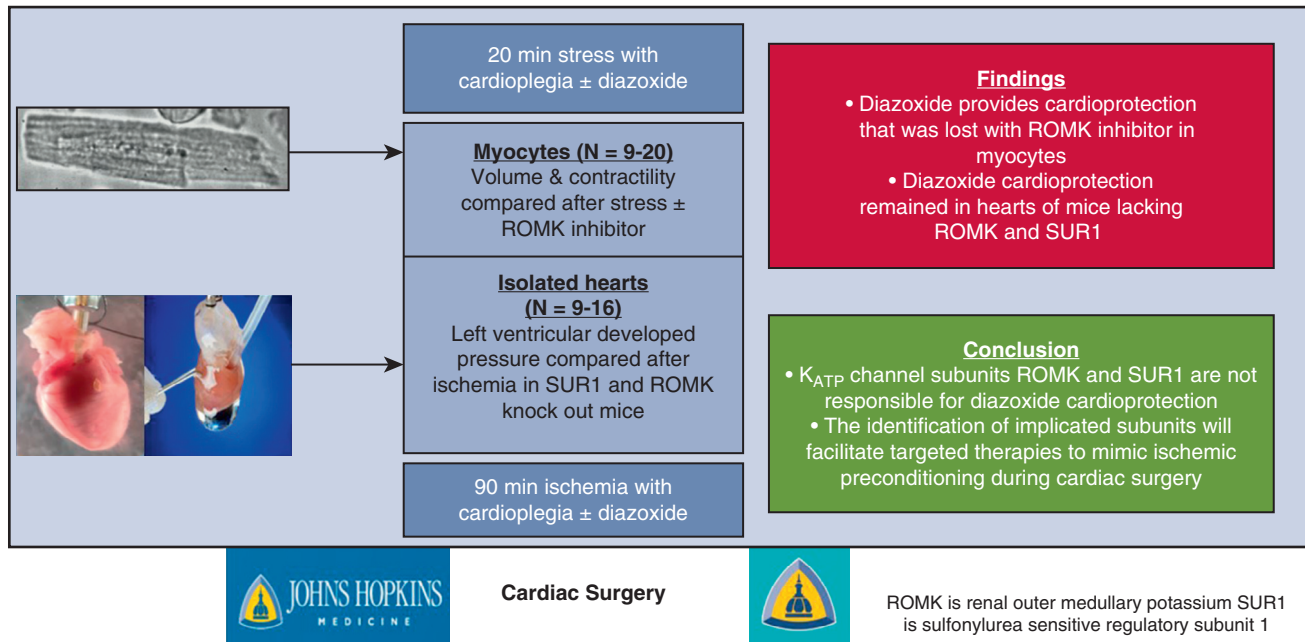 20 min stress with
cardioplegia ± diazoxide
Myocytes (N = 9-20)
Volume & contractility
compared after stress ±
ROMK inhibitor
Isolated hearts
(N = 9-16)
Left ventricular developed
pressure compared after
ischemia in SUR1 and ROMK
knock out mice
90 min ischemia with
cardioplegia ± diazoxide
Findings
• Diazoxide provides cardioprotection
that was lost with ROMK inhibitor in
myocytes
• Diazoxide cardioprotection
remained in hearts of mice lacking
ROMK and SUR1
Conclusion
• K_ATP channel subunits ROMK and SUR1 are not
responsible for diazoxide cardioprotection
• The identification of implicated subunits will
facilitate targeted therapies to mimic ischemic
preconditioning during cardiac surgery
JOHNS HOPKINS
MEDICINE
Cardiac Surgery
ROMK is renal outer medullary potassium SUR1
is sulfonylurea sensitive regulatory subunit 1